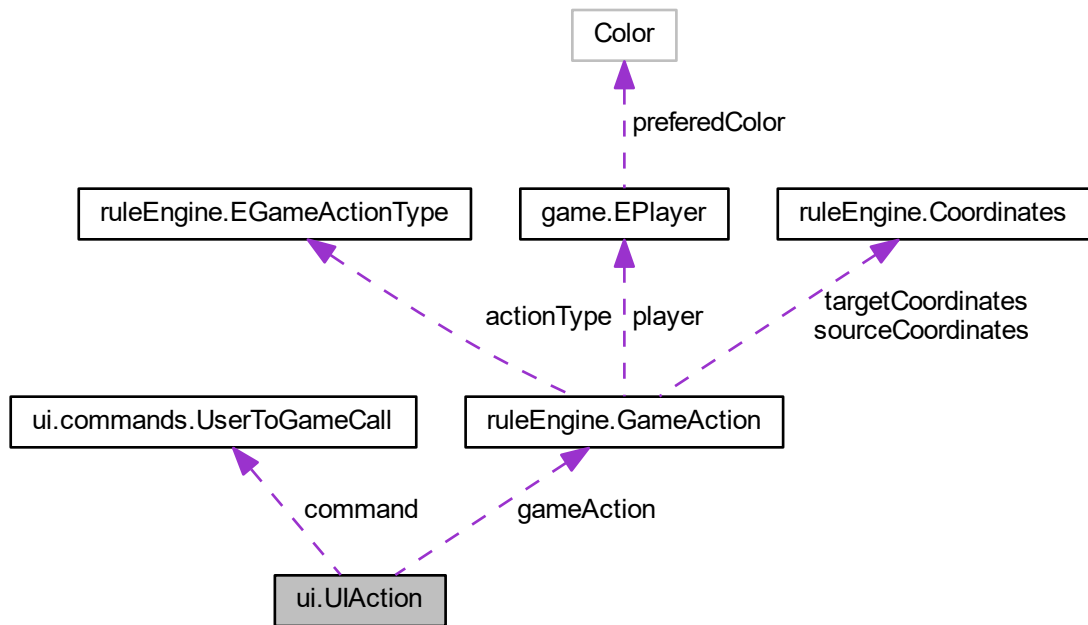 Color
preferedColor
ruleEngine.EGameActionType
game.EPlayer
ruleEngine.Coordinates
actionType
player
targetCoordinates
sourceCoordinates
ui.commands.UserToGameCall
ruleEngine.GameAction
command
gameAction
ui.UIAction